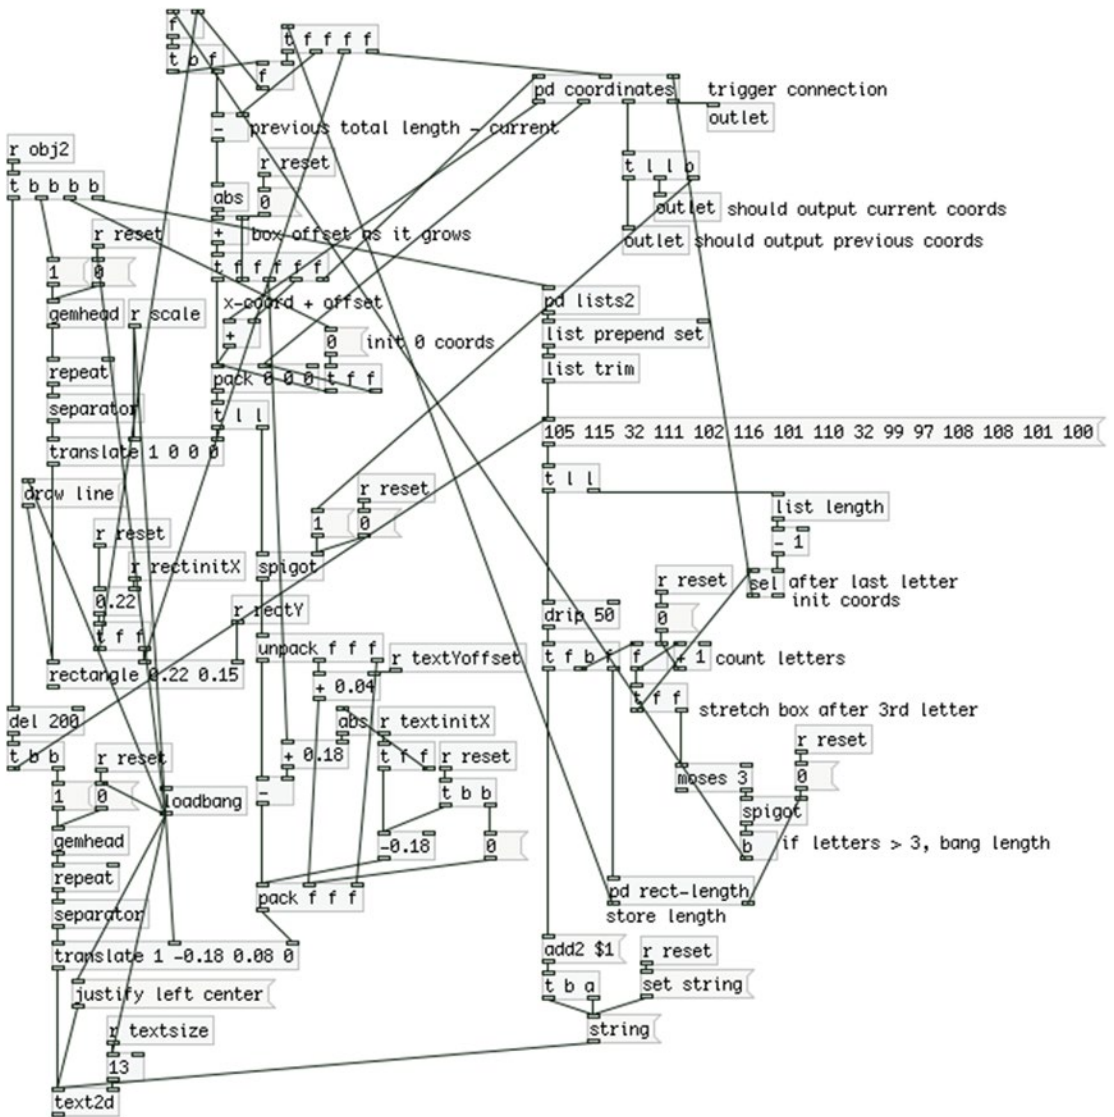 f
t f f f f
t b f
f
pd coordinates
trigger connection
outlet
- previous total length - current
r obj2
r reset
t l l b
t b b b b
abs
0
outlet should output current coords
r reset
+ box offset as it grows
outlet should output previous coords
1
0
t f f f f f
pd lists2
x-coord + offset
gemhead
r scale
+
0
init 0 coords
list prepend set
repeat
pack 0 0 0
t f f
list trim
separator
t l l
105 115 32 111 102 116 101 110 32 99 97 108 108 101 100
translate 1 0 0 0
t l l
draw line
r reset
list length
1
0
- 1
r reset
r rectinitX
spigot
r reset
sel after last letter
init coords
0.22
r rectY
drip 50
0
t f f
unpack f f f
r textYoffset
t f b f
f
+ 1 count letters
rectangle 0.22 0.15
+ 0.04
t f f
stretch box after 3rd letter
del 200
abs
r textinitX
r reset
t b b
r reset
+ 0.18
t f f
r reset
moses 3
0
1
0
loadbang
-
t b b
spigot
gemhead
-0.18
0
b
if letters > 3, bang length
repeat
pack f f f
pd rect-length
separator
store length
translate 1 -0.18 0.08 0
add2 $1
r reset
justify left center
t b a
set string
r textsize
string
13
text2d